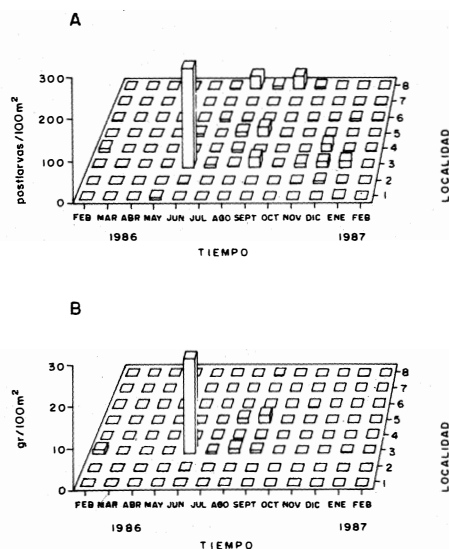 A
300
200
100
0
postlarvas/100m²
8
7
6
5
4
3
2
1
LOCALIDAD
FEB MAR ABR MAY JUN JUL AGO SEPT OCT NOV DIC ENE FEB
1986 1987
TIEMPO
B
30
20
10
0
gr/100m²
8
7
6
5
4
3
2
1
LOCALIDAD
FEB MAR ABR MAY JUN JUL AGO SEPT OCT NOV DIC ENE FEB
1986 1987
TIEMPO